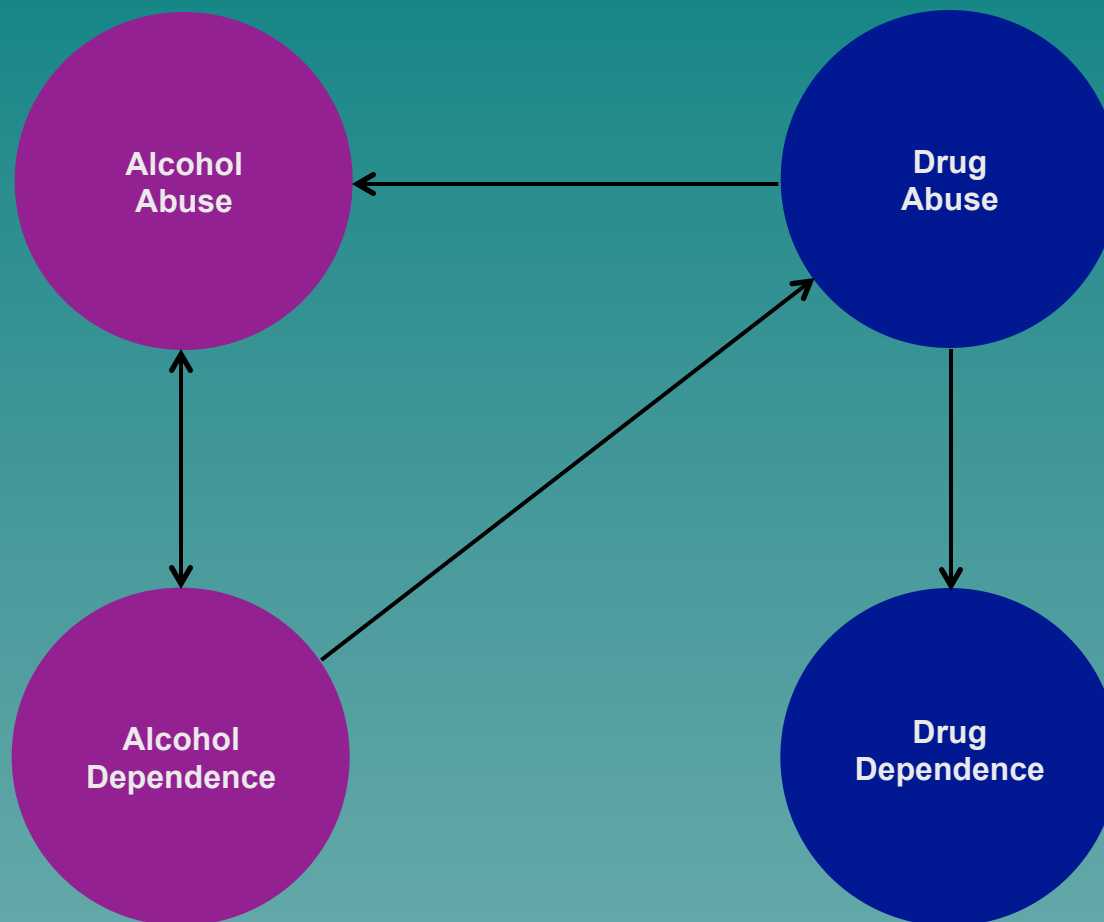 Alcohol
Abuse
Drug
Abuse
Alcohol
Dependence
Drug
Dependence